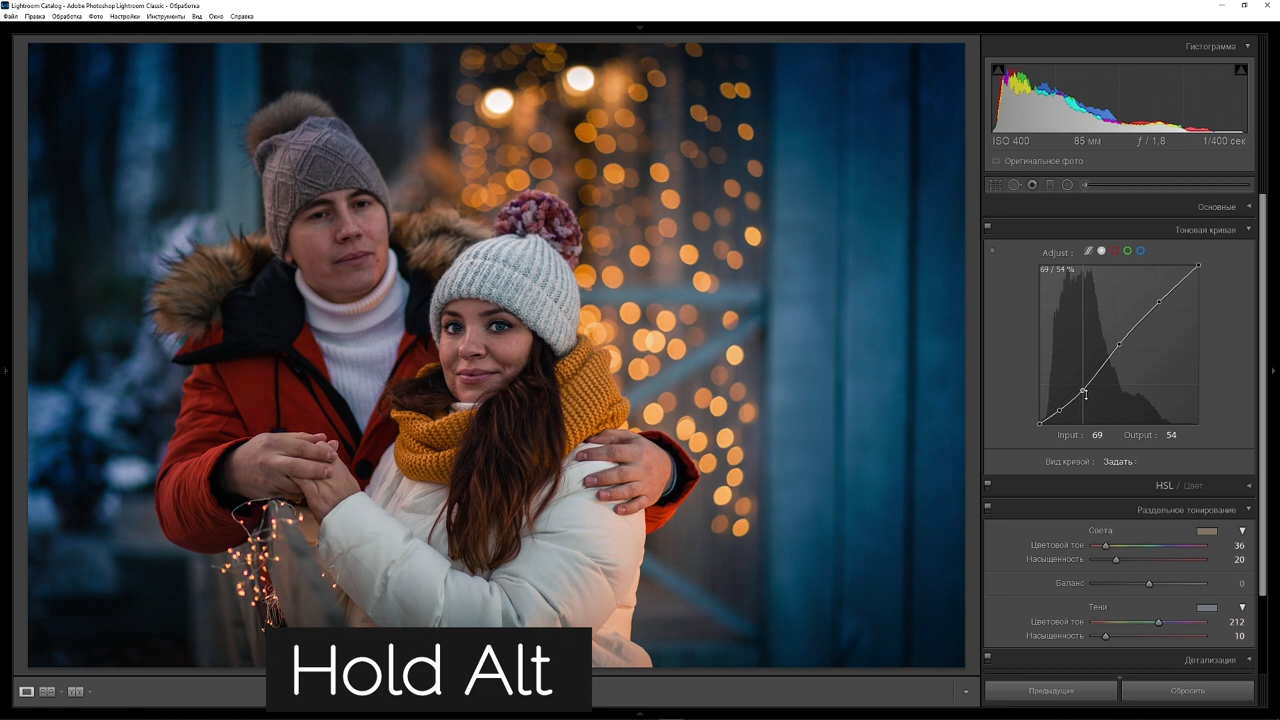 Lightroom Catalog - Adobe Photoshop Lightroom Classic - Обработка
Файл Правка Обработка Фото Настройки Инструменты Вид Окно Справка
Гистограмма
ISO 400 85 мм ƒ / 1,8 1/400 сек
Оригинальное фото
Основные
Тоновая кривая
Adjust :
69 / 54 %
Input : 69 Output : 54
Вид кривой : Задать
HSL / Цвет
Раздельное тонирование
Света
Цветовой тон 36
Насыщенность 20
Баланс 0
Тени
Цветовой тон 212
Насыщенность 10
Детализация
Предыдущие Сбросить
Hold Alt